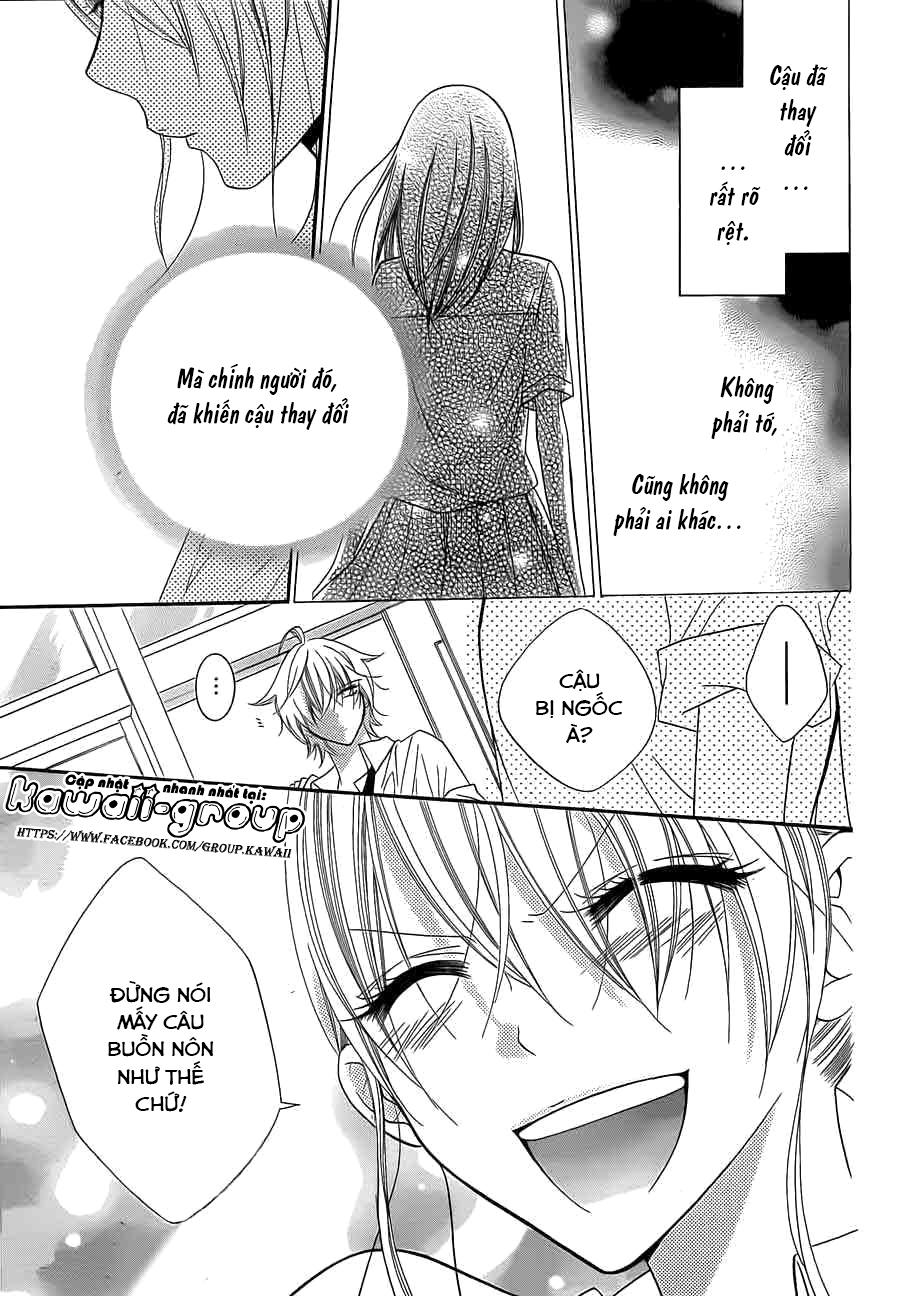 Cậu đã
thay
đổi
...
...
rất rõ
rệt.
Không
phải tớ,
Cũng không
phải ai khác...
Mà chính người đó,
đã khiến cậu thay đổi
CẬU
BỊ NGỐC
À?
...
Cập nhật nhanh nhất tại:
kawaii-group
HTTPS://WWW.FACEBOOK.COM/GROUP.KAWAII
ĐỪNG NÓI
MẤY CÂU
BUỒN NÔN
NHƯ THẾ
CHỨ!